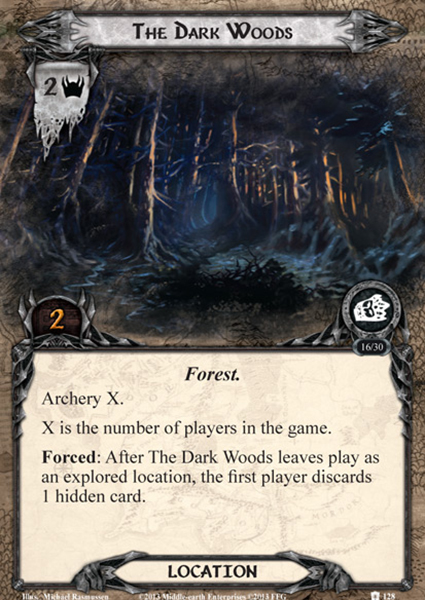 THE DARK WOODS
2
2
16/30
Forest.
Archery X.
X is the number of players in the game.
Forced: After The Dark Woods leaves play as
an explored location, the first player discards
1 hidden card.
MORDOR
LOCATION
Illus. Michael Rasmussen
©2013 Middle-earth Enterprises ©2013 FFG
128